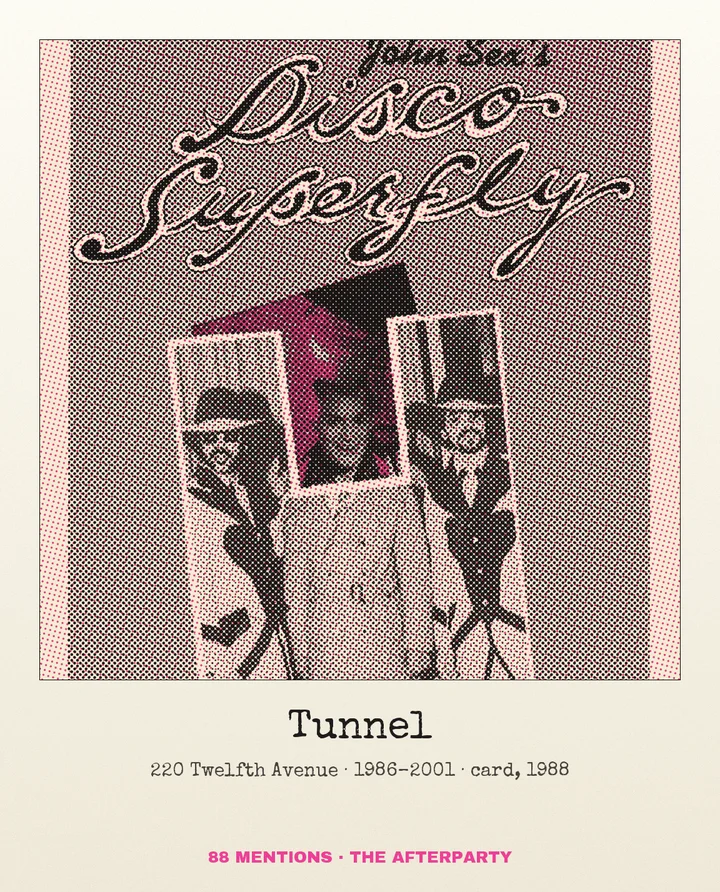 John Sex's
Disco
Superfly
Tunnel
220 Twelfth Avenue · 1986–2001 · card, 1988
88 MENTIONS · THE AFTERPARTY